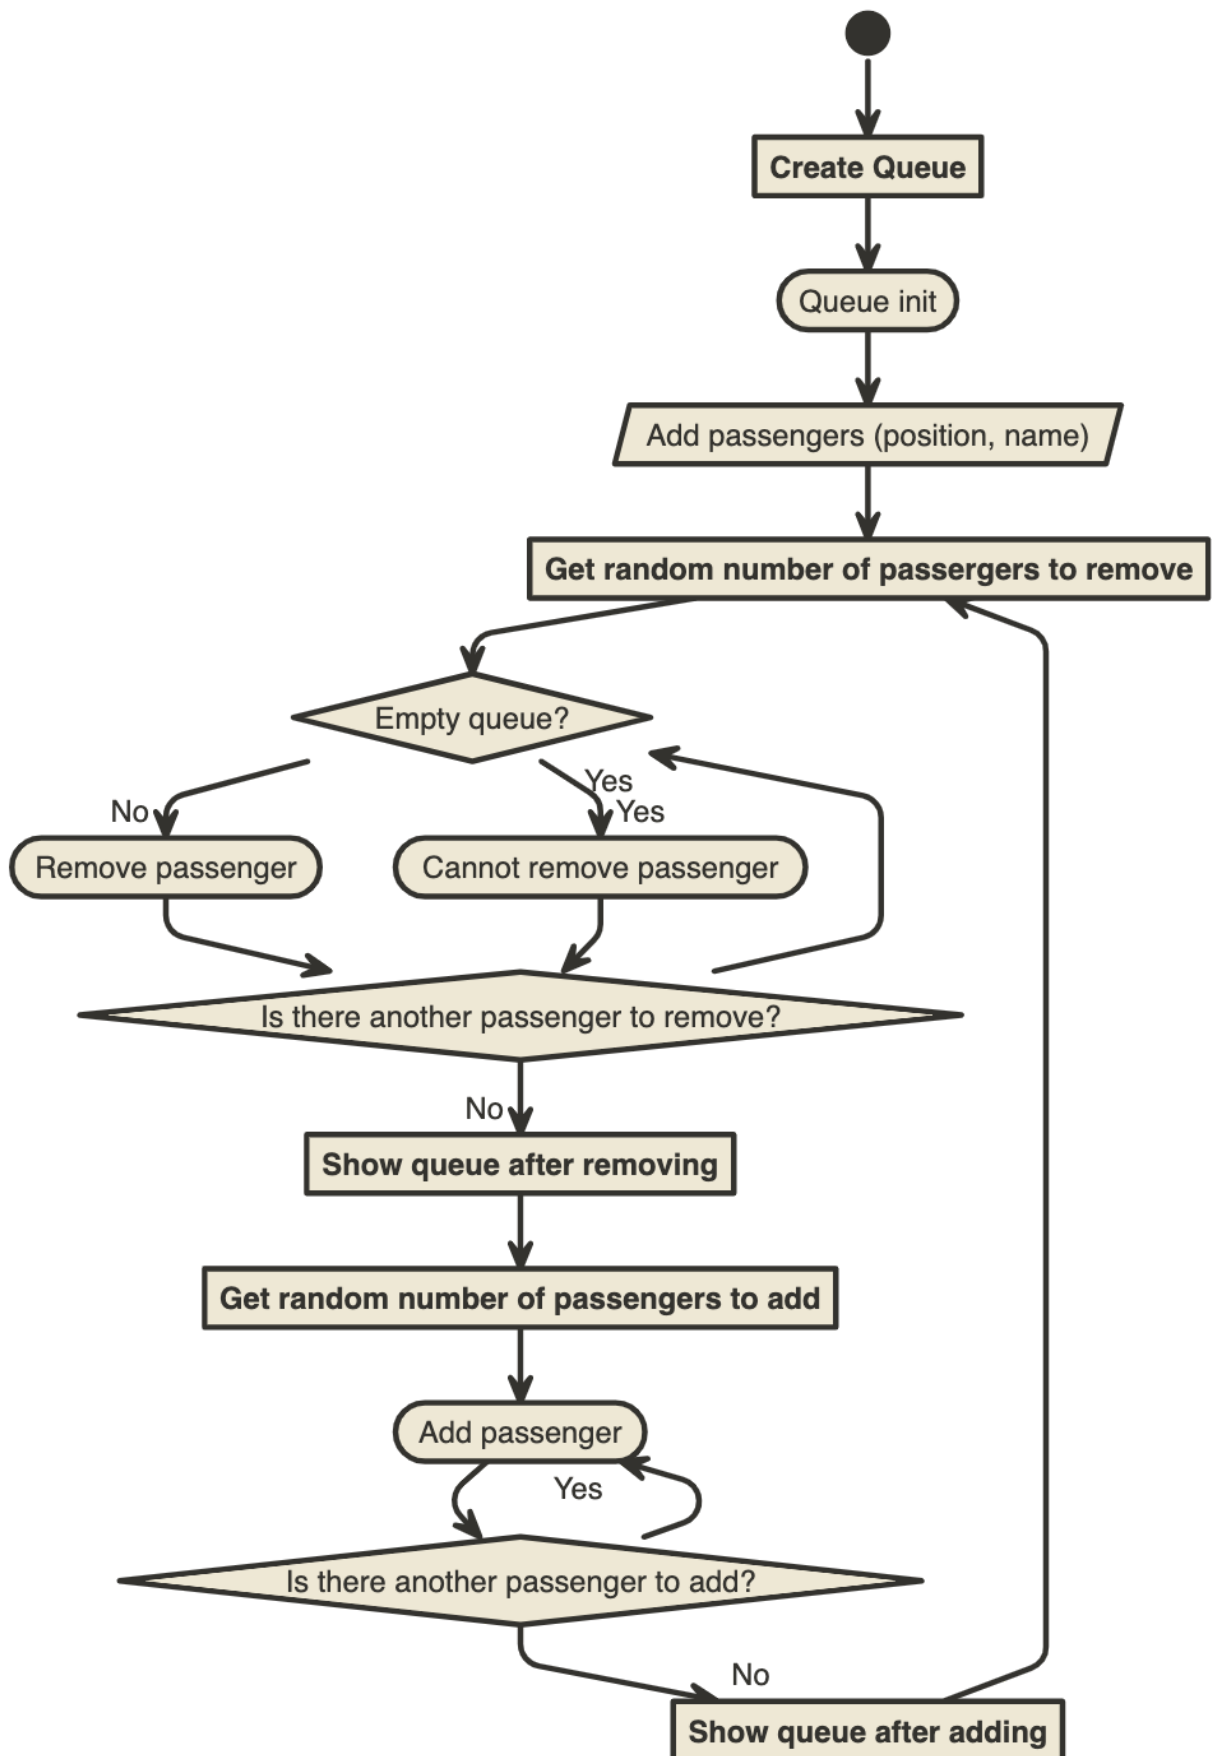 Create Queue
Queue init
Add passengers (position, name)
Get random number of passergers to remove
Empty queue?
Yes
No
Yes
Remove passenger
Cannot remove passenger
Is there another passenger to remove?
No
Show queue after removing
Get random number of passengers to add
Add passenger
Yes
Is there another passenger to add?
No
Show queue after adding